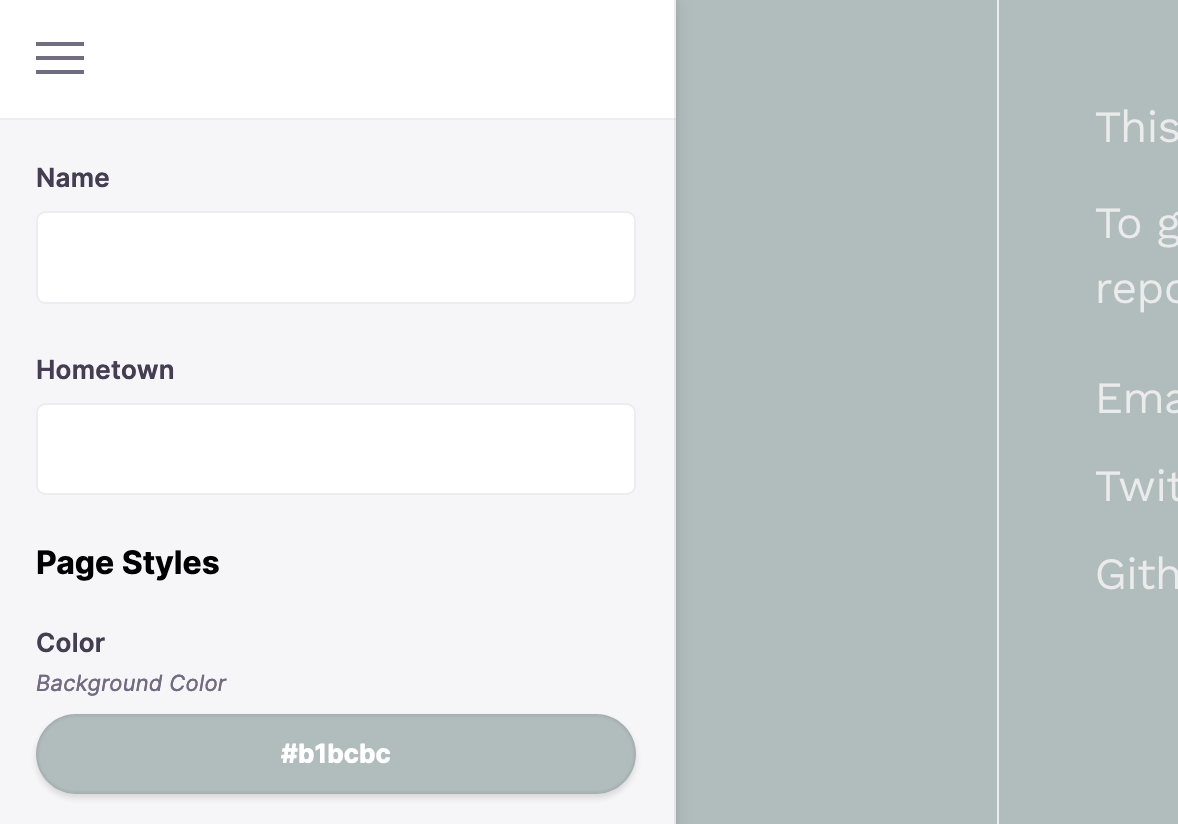 Name
Hometown
Page Styles
Color
Background Color
#b1bcbc
This
To g
repo
Ema
Twit
Gith